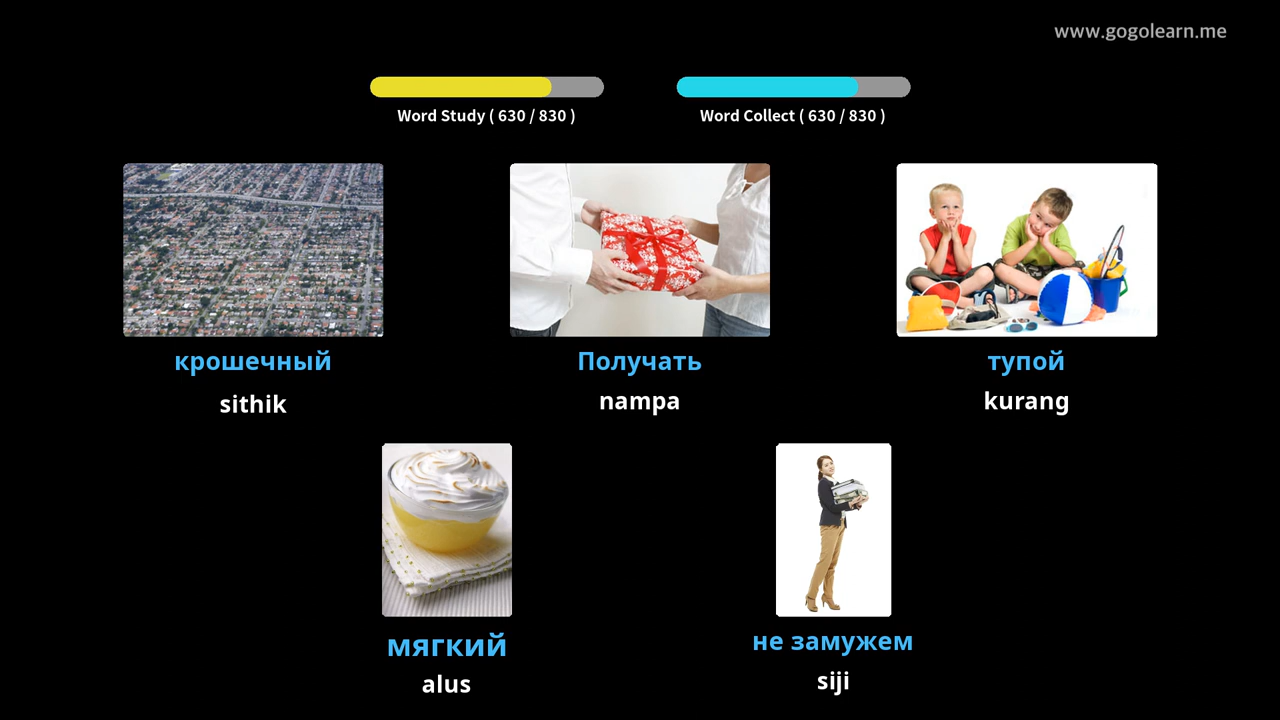 www.gogolearn.me
Word Study ( 630 / 830 )
Word Collect ( 630 / 830 )
крошечный
sithik
Получать
nampa
тупой
kurang
мягкий
alus
не замужем
siji